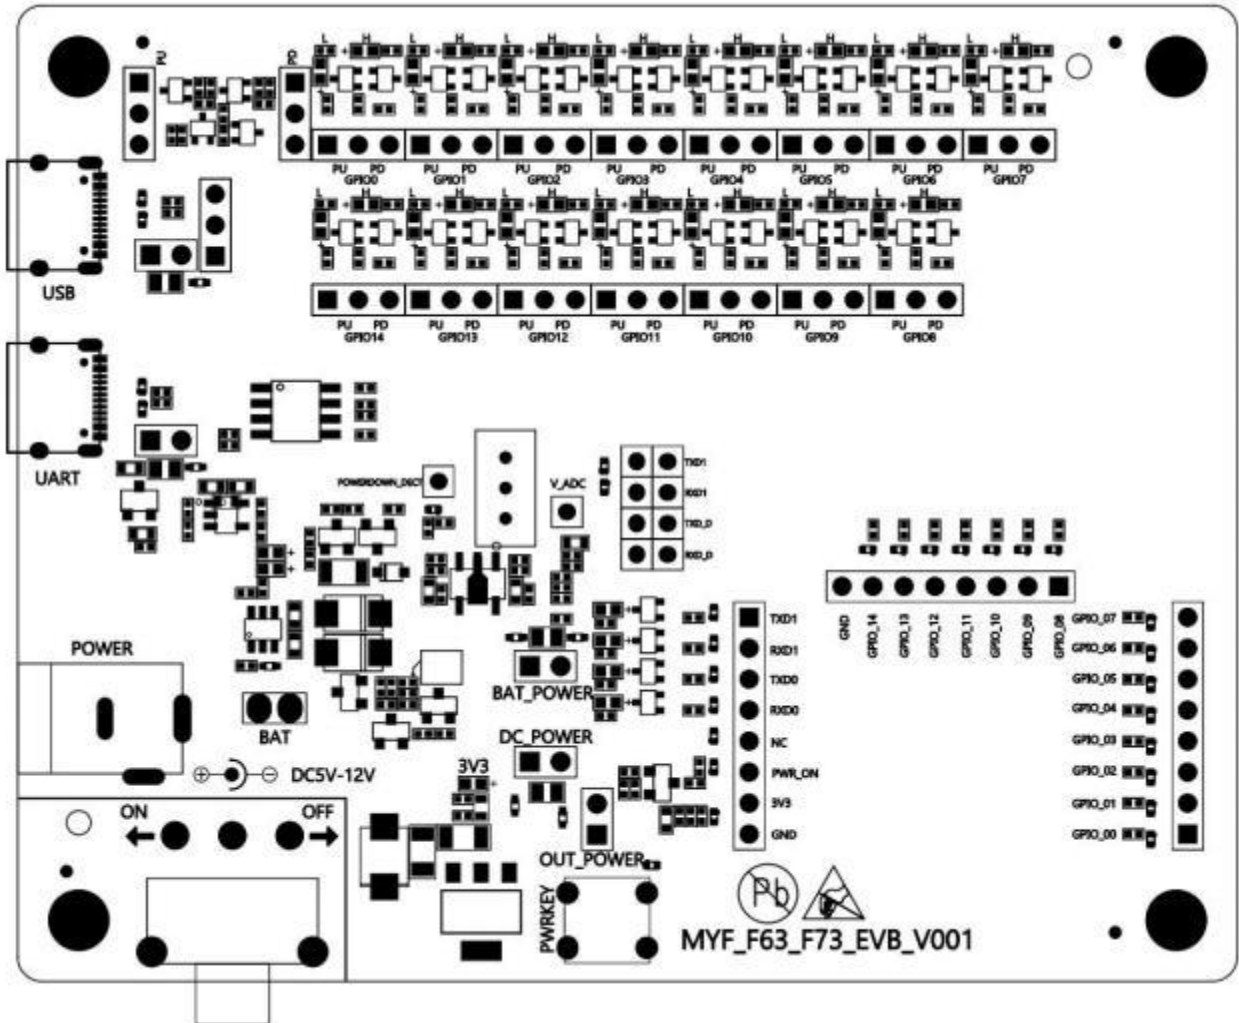 PU
PD
L H L H L H L H L H L H L H L H
PU PD PU PD PU PD PU PD PU PD PU PD PU PD PU PD
GPIO0 GPIO1 GPIO2 GPIO3 GPIO4 GPIO5 GPIO6 GPIO7
L H L H L H L H L H L H L H
USB
PU PD PU PD PU PD PU PD PU PD PU PD PU PD
GPIO14 GPIO13 GPIO12 GPIO11 GPIO10 GPIO9 GPIO8
UART
POWERDOWN_DECT
V_ADC
TXD1
RXD1
TXD_D
RXD_D
GND
GPIO_14
GPIO_13
GPIO_12
GPIO_11
GPIO_10
GPIO_09
GPIO_08
TXD1
RXD1
TXD0
RXD0
NC
PWR_ON
3V3
GND
GPIO_07
GPIO_06
GPIO_05
GPIO_04
GPIO_03
GPIO_02
GPIO_01
GPIO_00
POWER
BAT
BAT_POWER
DC_POWER
DC5V-12V
3V3
ON OFF
OUT_POWER
PWRKEY
Pb
MYF_F63_F73_EVB_V001